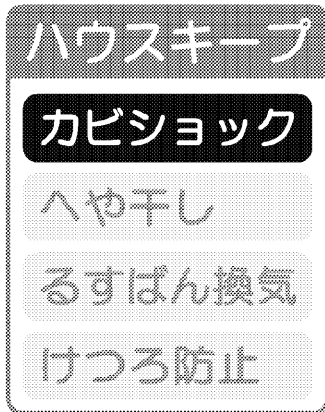 ハウスキープ
カビショック
へや干し
るすばん換気
けつろ防止